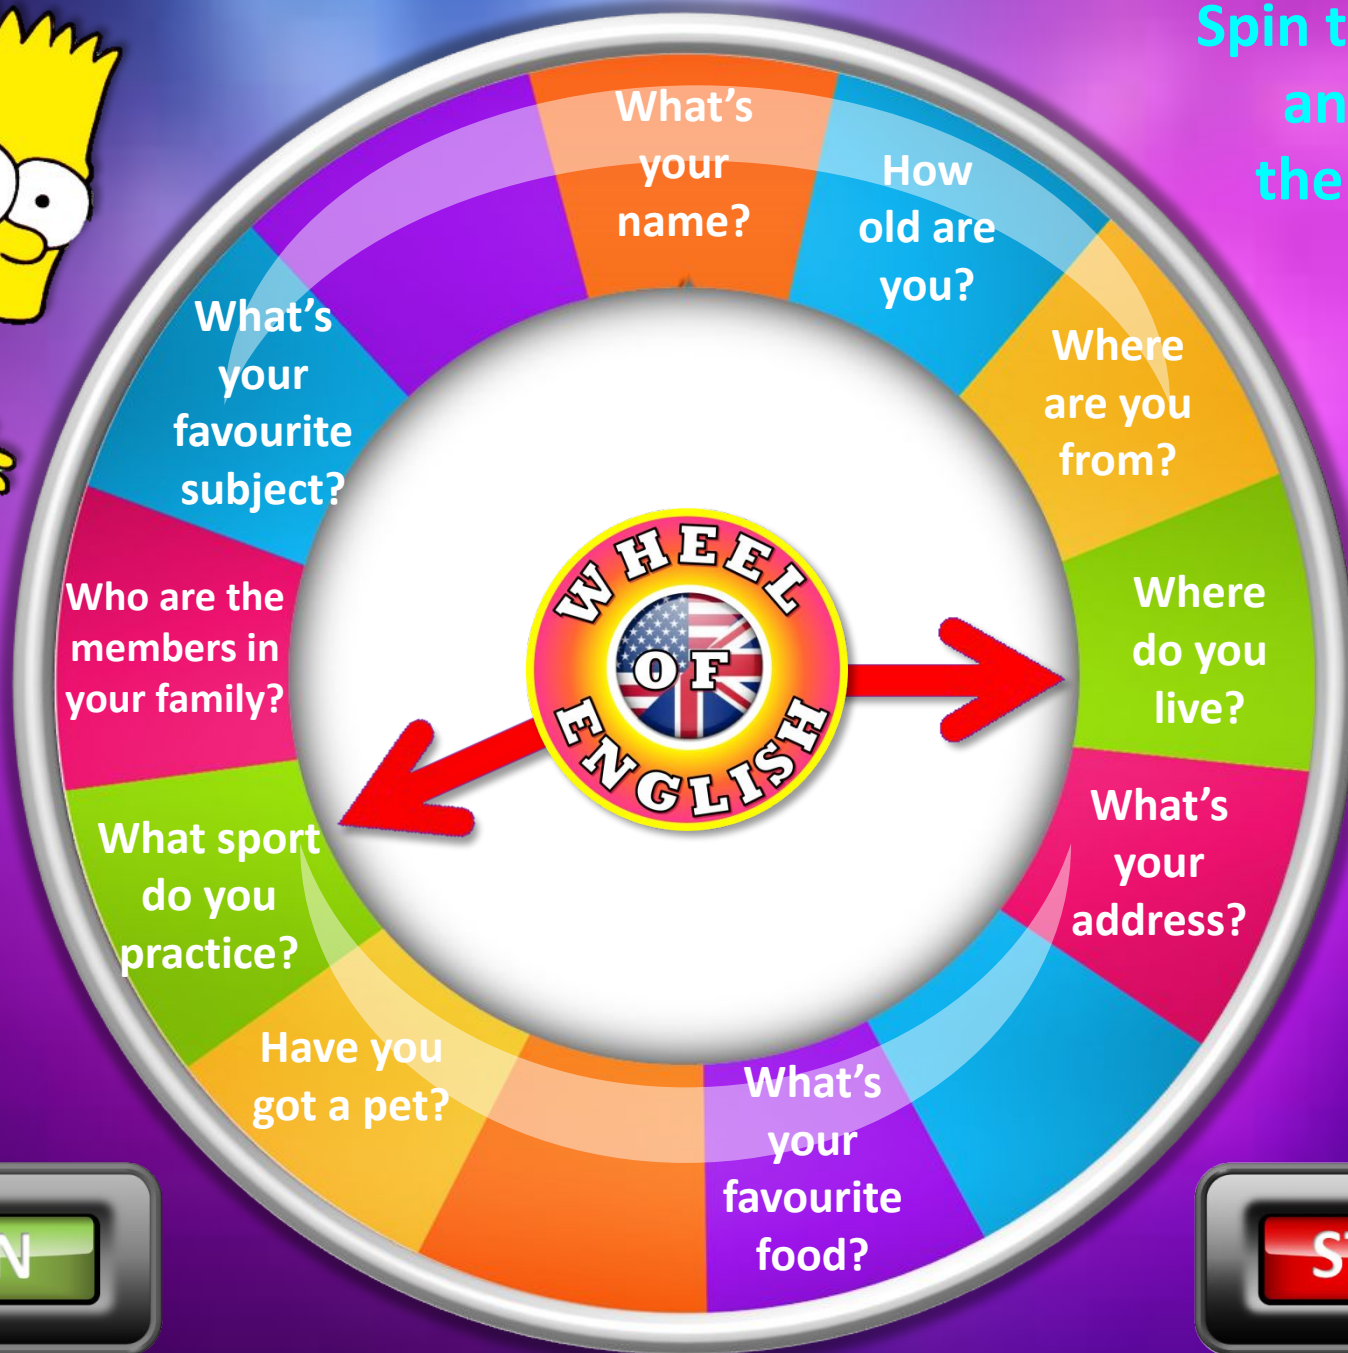 Spin t
an
the
What's
your
name?
How
old are
you?
Where
are you
from?
Where
do you
live?
What's
your
address?
What's
your
favourite
food?
Have you
got a pet?
What sport
do you
practice?
Who are the
members in
your family?
What's
your
favourite
subject?
WHEEL
OF
ENGLISH
N
ST